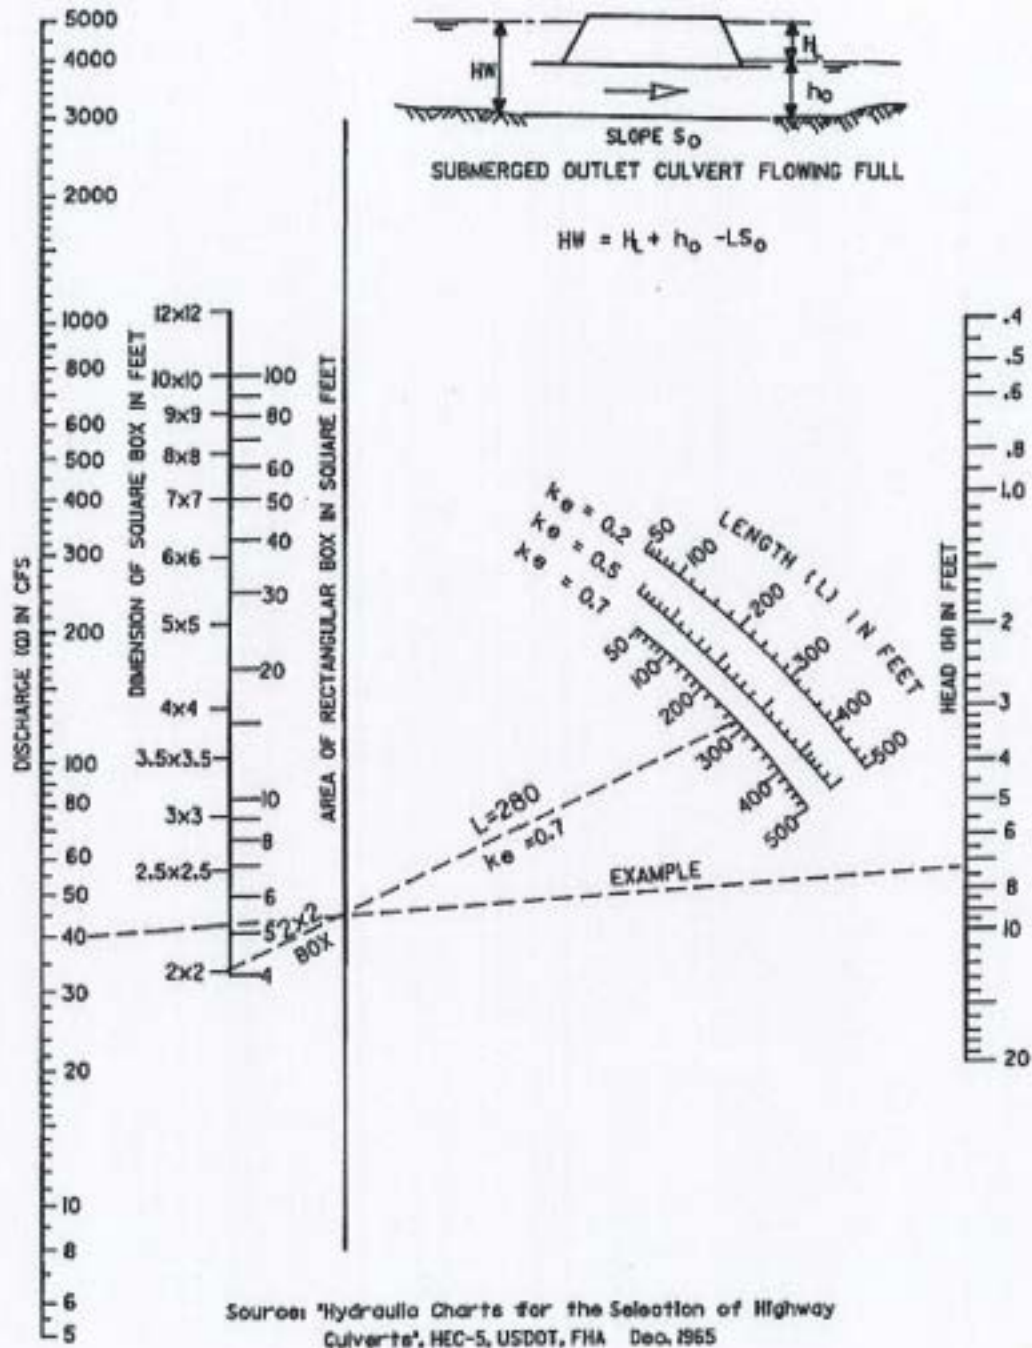 5000
4000
3000
2000
1000
800
600
500
400
300
200
100
80
60
50
40
30
20
10
8
6
5
DISCHARGE (Q) IN CFS
HW
HL
ho
SLOPE So
SUBMERGED OUTLET CULVERT FLOWING FULL
HW = HL + ho -LSo
DIMENSION OF SQUARE BOX IN FEET
12x12
10x10
9x9
8x8
7x7
6x6
5x5
4x4
3.5x3.5
3x3
2.5x2.5
2x2
100
80
60
50
40
30
20
10
8
6
5
4
AREA OF RECTANGULAR BOX IN SQUARE FEET
2x2
BOX
ke = 0.2
ke = 0.5
ke = 0.7
50
100
200
300
400
500
LENGTH (L) IN FEET
50
100
200
300
400
500
L=280
ke =0.7
EXAMPLE
HEAD (H) IN FEET
.4
.5
.6
.8
1.0
2
3
4
5
6
8
10
20
Source: "Hydraulic Charts for the Selection of Highway
Culverts", HEC-5, USDOT, FHA Dec. 1965